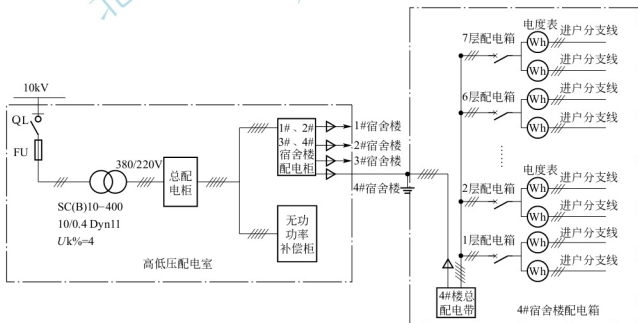 10kV
QL
FU
380/220V
SC(B)10-400
10/0.4 Dyn11
Uk%=4
总配
电柜
1#、2#
3#、4#
宿舍楼
配电柜
1#宿舍楼
2#宿舍楼
3#宿舍楼
4#宿舍楼
无功
功率
补偿柜
高低压配电室
电度表
7层配电箱
Wh
进户分支线
Wh
进户分支线
6层配电箱
Wh
进户分支线
Wh
进户分支线
电度表
2层配电箱
Wh
进户分支线
Wh
进户分支线
1层配电箱
Wh
进户分支线
Wh
进户分支线
4#楼总
配电带
4#宿舍楼配电箱